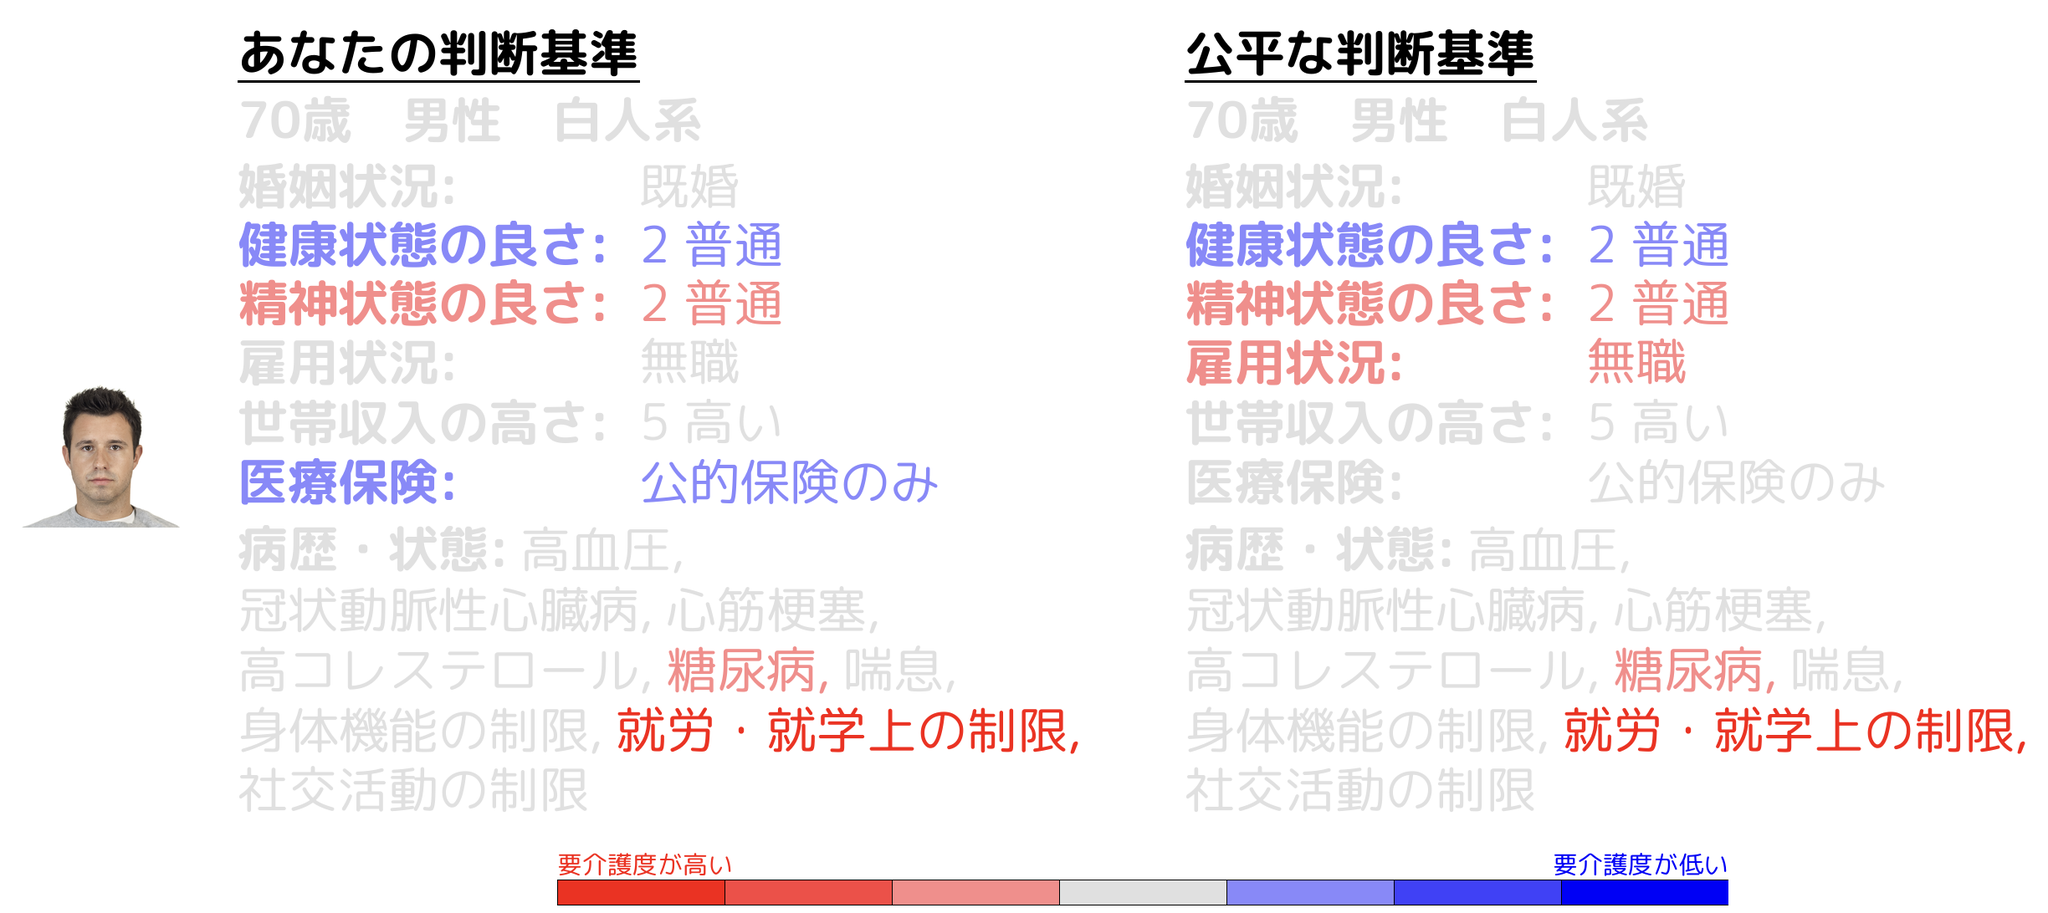 あなたの判断基準
70歳 男性 白人系
婚姻状況: 既婚
健康状態の良さ: 2 普通
精神状態の良さ: 2 普通
雇用状況: 無職
世帯収入の高さ: 5 高い
医療保険: 公的保険のみ
病歴・状態: 高血圧,
冠状動脈性心臓病, 心筋梗塞,
高コレステロール, 糖尿病, 喘息,
身体機能の制限, 就労・就学上の制限,
社交活動の制限
公平な判断基準
70歳 男性 白人系
婚姻状況: 既婚
健康状態の良さ: 2 普通
精神状態の良さ: 2 普通
雇用状況: 無職
世帯収入の高さ: 5 高い
医療保険: 公的保険のみ
病歴・状態: 高血圧,
冠状動脈性心臓病, 心筋梗塞,
高コレステロール, 糖尿病, 喘息,
身体機能の制限, 就労・就学上の制限,
社交活動の制限
要介護度が高い 要介護度が低い